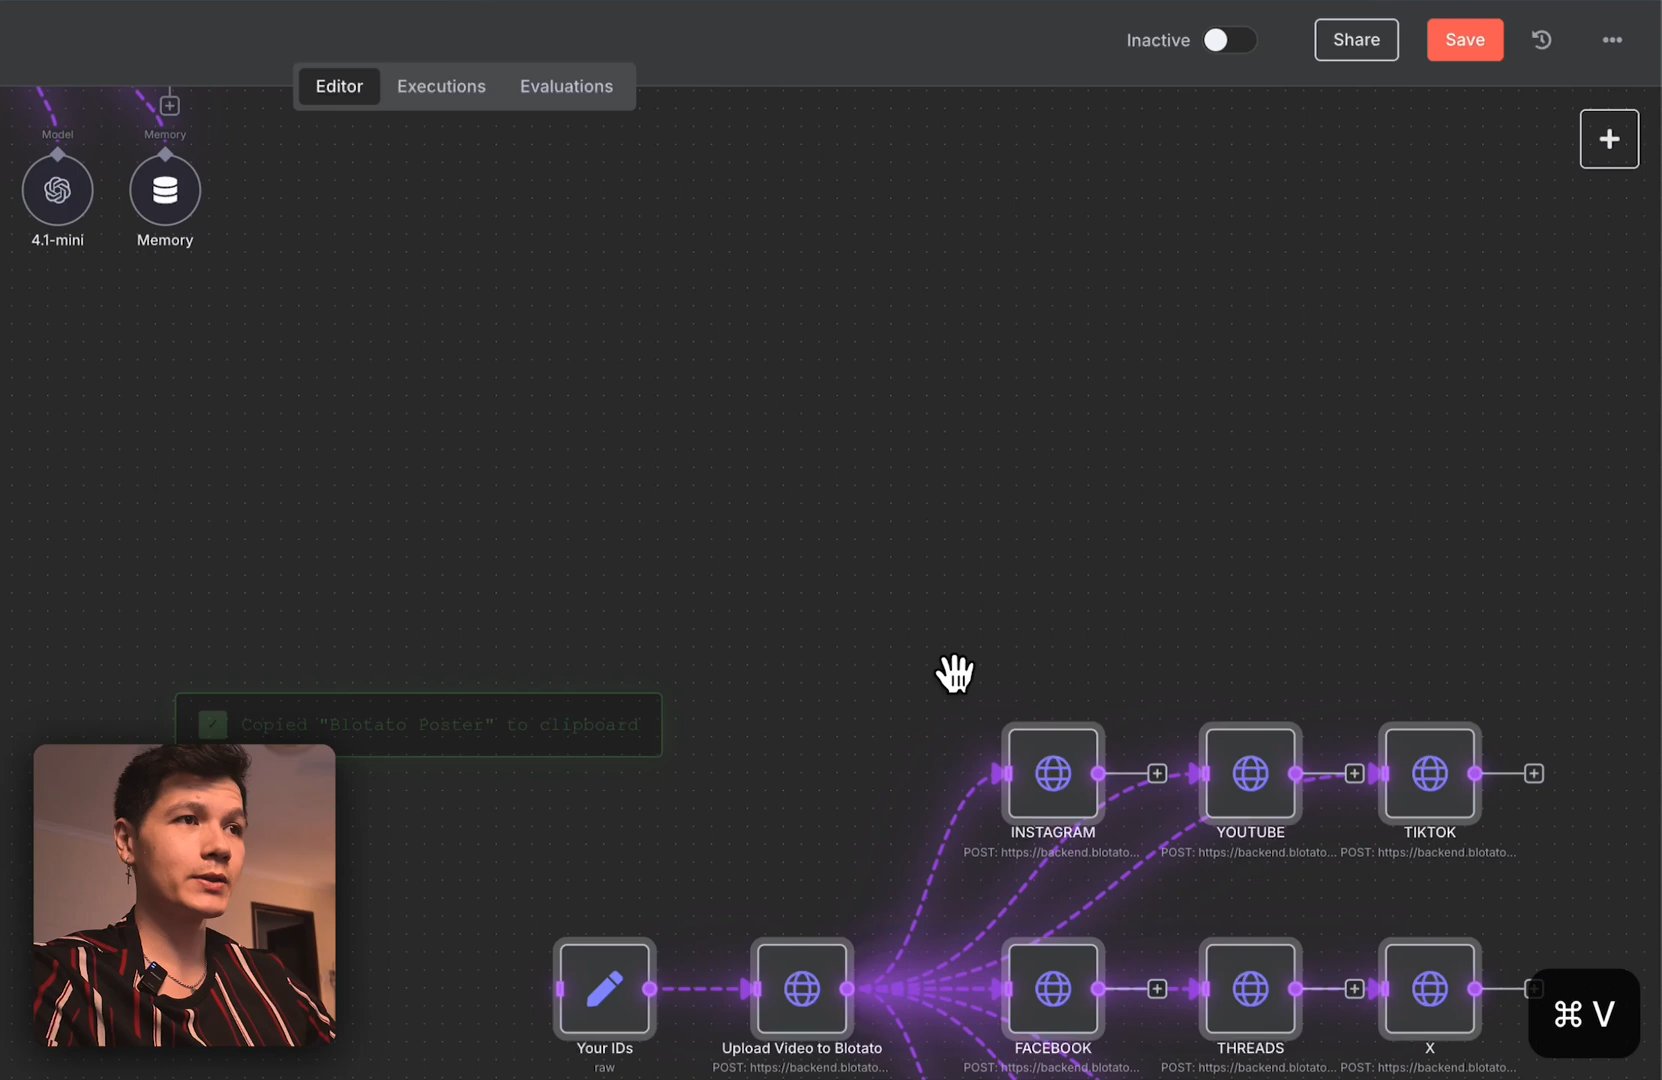 Inactive
Share
Save
Editor
Executions
Evaluations
Model
Memory
4.1-mini
Memory
Copied "Blotato Poster" to clipboard
INSTAGRAM
POST: https://backend.blotato...
YOUTUBE
POST: https://backend.blotato...
TIKTOK
POST: https://backend.blotato...
Your IDs
raw
Upload Video to Blotato
POST: https://backend.blotato...
FACEBOOK
POST: https://backend.blotato...
THREADS
POST: https://backend.blotato...
X
POST: https://backend.blotato...
⌘ V